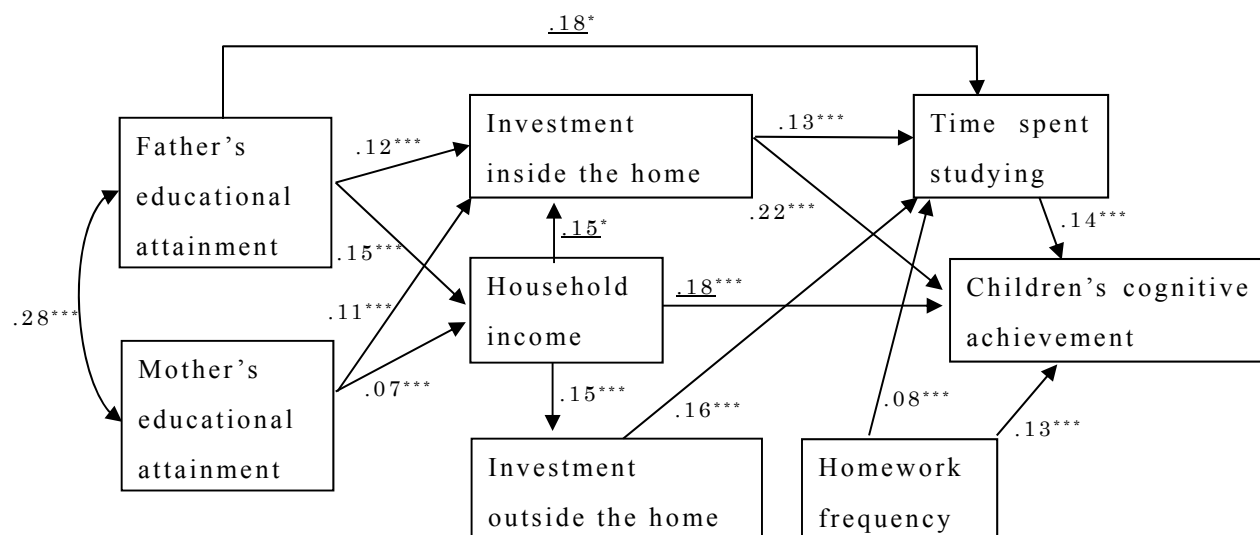 .18*
Father's
educational
attainment
Investment
inside the home
Time spent
studying
.12***
.13***
.15***
.22***
.14***
.15*
.28***
.11***
Household
income
.18***
Children's cognitive
achievement
Mother's
educational
attainment
.07***
.15***
.16***
.08***
.13***
Investment
outside the home
Homework
frequency